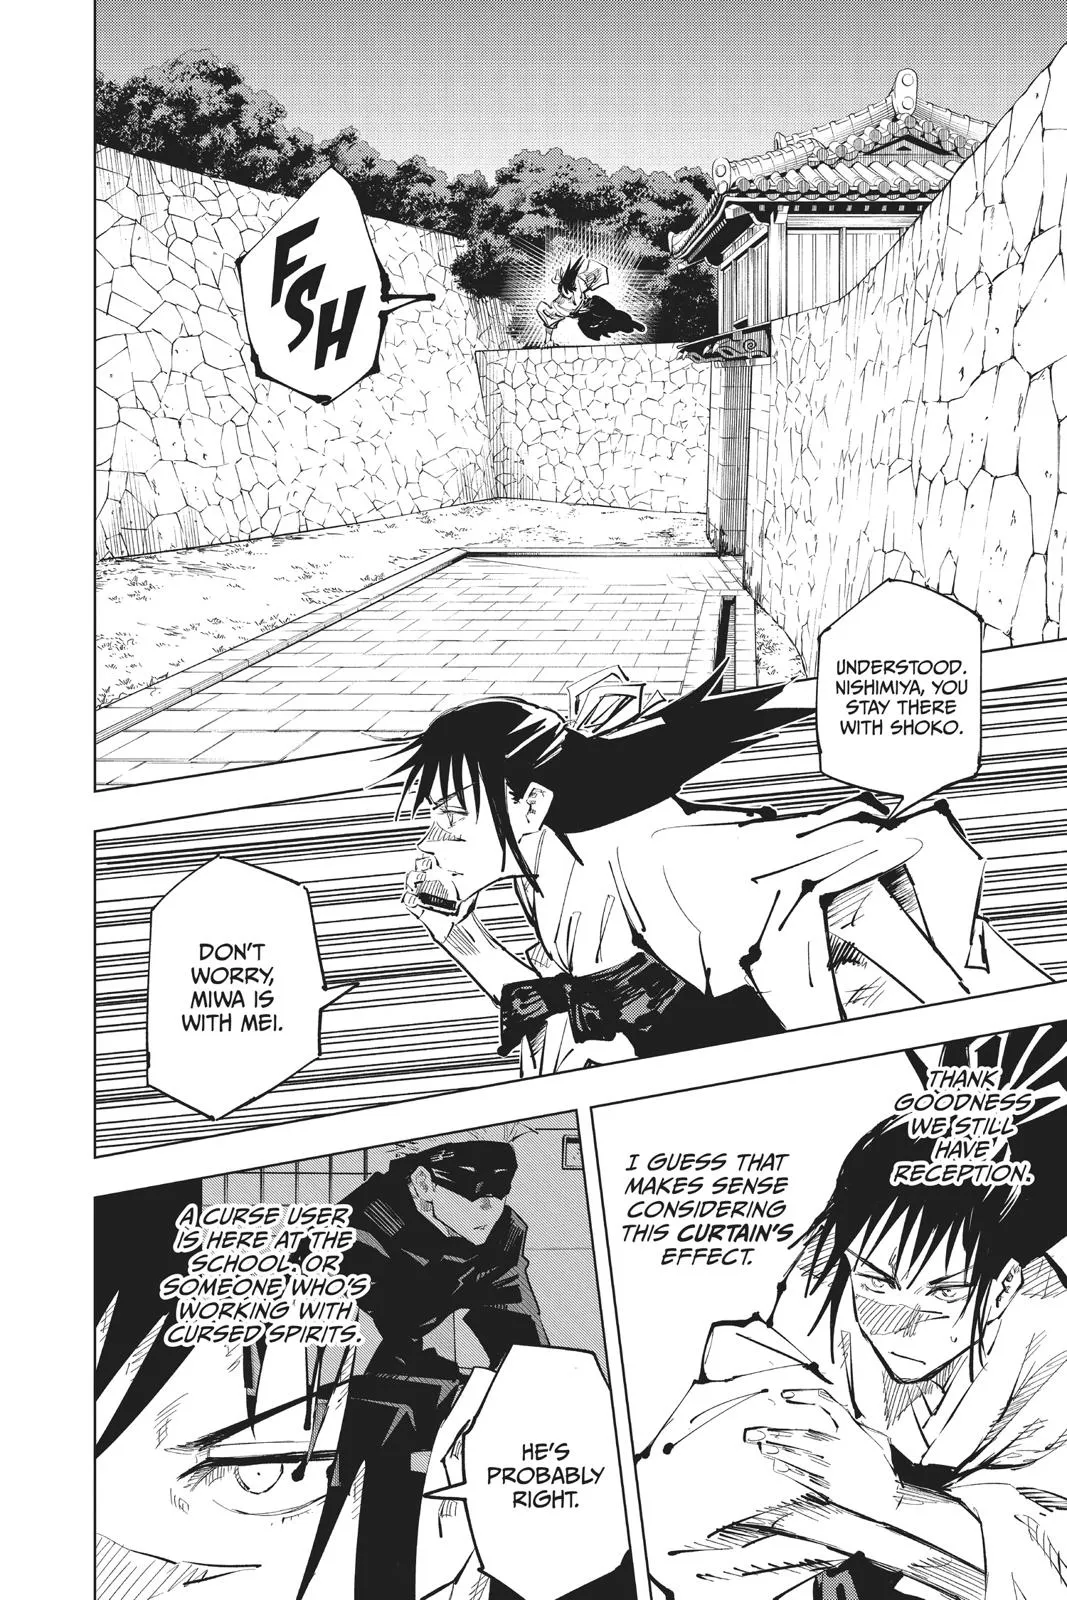 FSH
UNDERSTOOD.
NISHIMIYA, YOU
STAY THERE
WITH SHOKO.
DON'T
WORRY,
MIWA IS
WITH MEI.
THANK
GOODNESS
WE STILL
HAVE
RECEPTION.
I GUESS THAT
MAKES SENSE
CONSIDERING
THIS CURTAIN'S
EFFECT.
A CURSE USER
IS HERE AT THE
SCHOOL. OR
SOMEONE WHO'S
WORKING WITH
CURSED SPIRITS.
HE'S
PROBABLY
RIGHT.